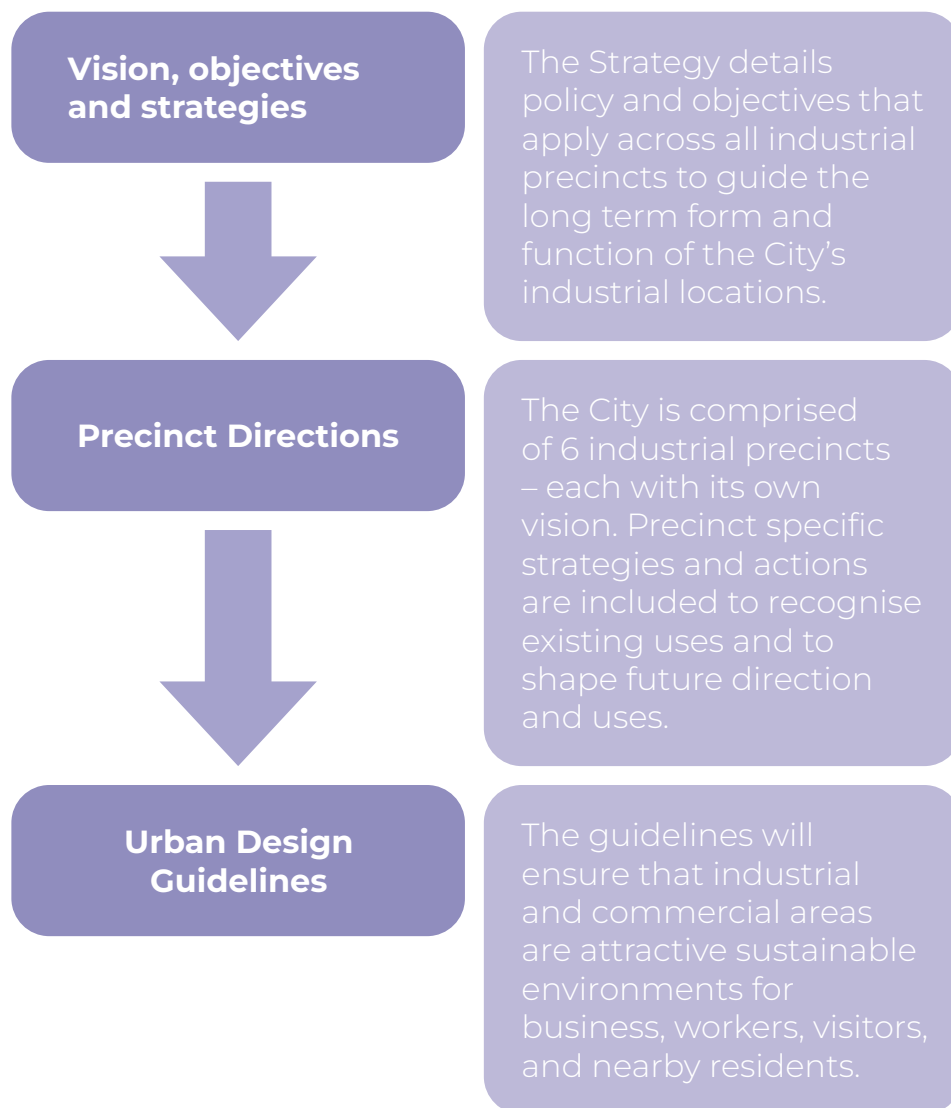 Vision, objectives
and strategies
The Strategy details
policy and objectives that
apply across all industrial
precincts to guide the
long term form and
function of the City’s
industrial locations.
Precinct Directions
The City is comprised
of 6 industrial precincts
– each with its own
vision. Precinct specific
strategies and actions
are included to recognise
existing uses and to
shape future direction
and uses.
Urban Design
Guidelines
The guidelines will
ensure that industrial
and commercial areas
are attractive sustainable
environments for
business, workers, visitors,
and nearby residents.